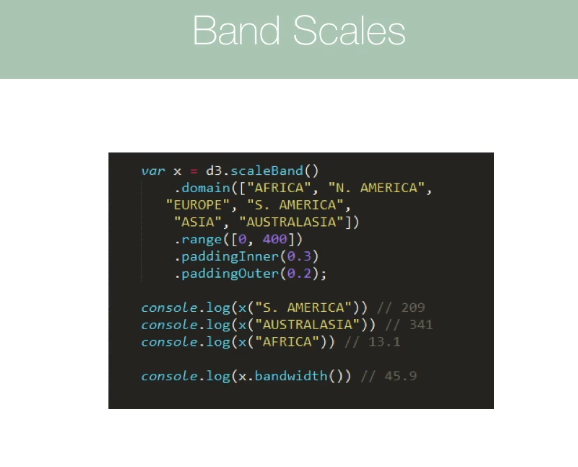 Band Scales
var x = d3.scaleBand()
.domain(["AFRICA", "N. AMERICA",
"EUROPE", "S. AMERICA",
"ASIA", "AUSTRALASIA"])
.range([0, 400])
.paddingInner(0.3)
.paddingOuter(0.2);
console.log(x("S. AMERICA")) // 209
console.log(x("AUSTRALASIA")) // 341
console.log(x("AFRICA")) // 13.1
console.log(x.bandwidth()) // 45.9